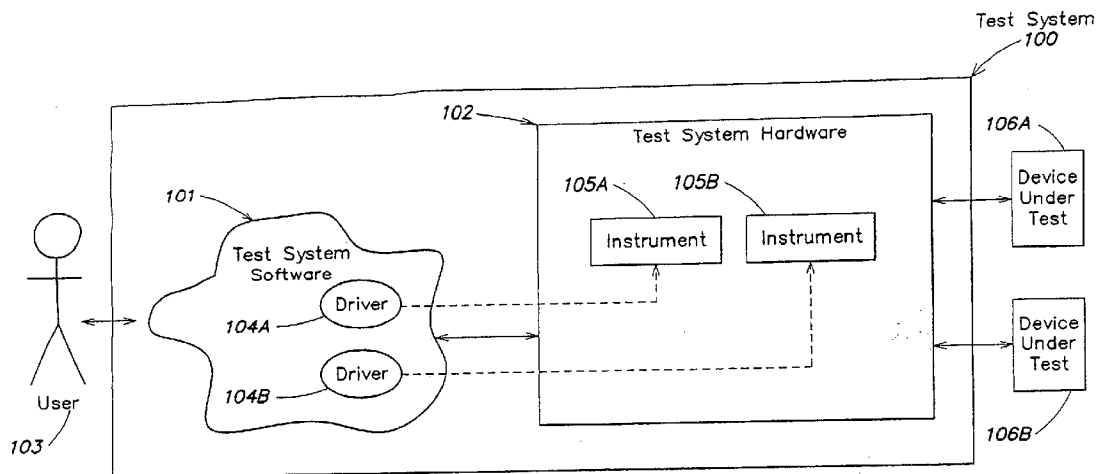 Test System
100
102
Test System Hardware
106A
105A
105B
Device
Under
Test
101
Instrument
Instrument
Test System
Software
Driver
104A
Driver
104B
Device
Under
Test
User
103
106B